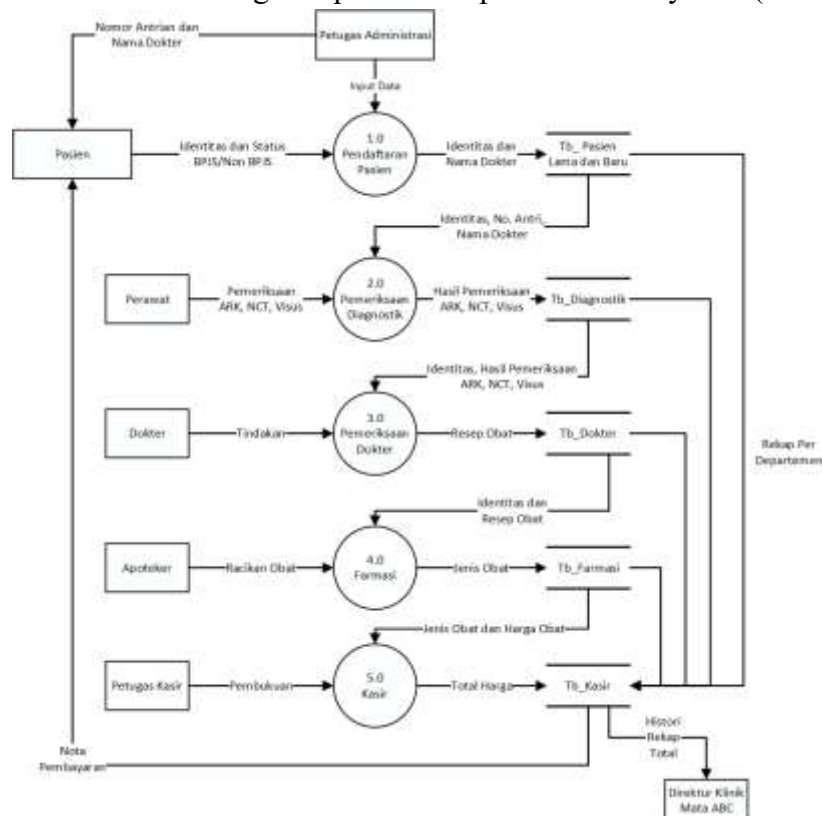 Nomor Antrian dan
Nama Dokter
Petugas Administrasi
Input Data
Pasien
Identitas dan Status
BPJS/Non BPJS
1.0
Pendaftaran
Pasien
Identitas dan
Nama Dokter
Tb_ Pasien
Lama dan Baru
Identitas, No. Antri,
Nama Dokter
Perawat
Pemeriksaan
ARK, NCT, Visus
2.0
Pemeriksaan
Diagnostik
Hasil Pemeriksaan
ARK, NCT, Visus
Tb_Diagnostik
Identitas, Hasil Pemeriksaan
ARK, NCT, Visus
Dokter
Tindakan
3.0
Pemeriksaan
Dokter
Resep Obat
Tb_Dokter
Rekap Per
Departemen
Identitas dan
Resep Obat
Apoteker
Racikan Obat
4.0
Farmasi
Jenis Obat
Tb_Farmasi
Jenis Obat dan Harga Obat
Petugas Kasir
Pembukuan
5.0
Kasir
Total Harga
Tb_Kasir
Nota
Pembayaran
Histori
Rekap
Total
Direktur Klinik
Mata ABC